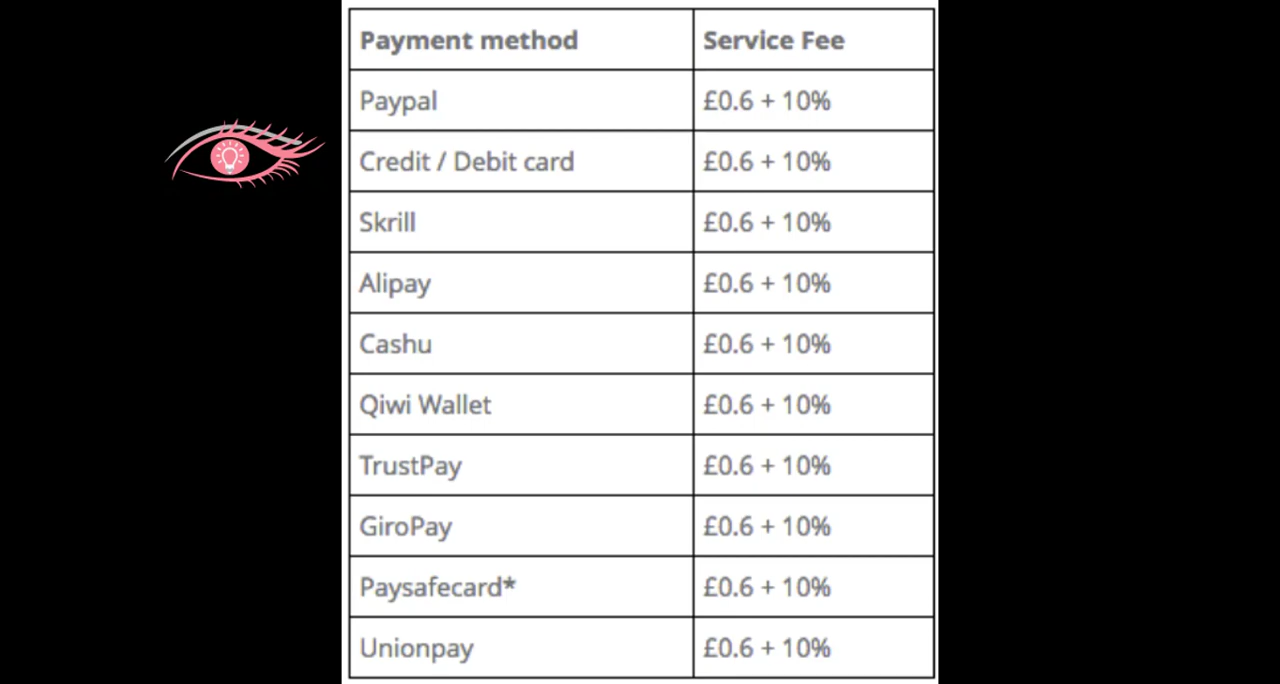 Payment method Service Fee
Paypal £0.6 + 10%
Credit / Debit card £0.6 + 10%
Skrill £0.6 + 10%
Alipay £0.6 + 10%
Cashu £0.6 + 10%
Qiwi Wallet £0.6 + 10%
TrustPay £0.6 + 10%
GiroPay £0.6 + 10%
Paysafecard* £0.6 + 10%
Unionpay £0.6 + 10%